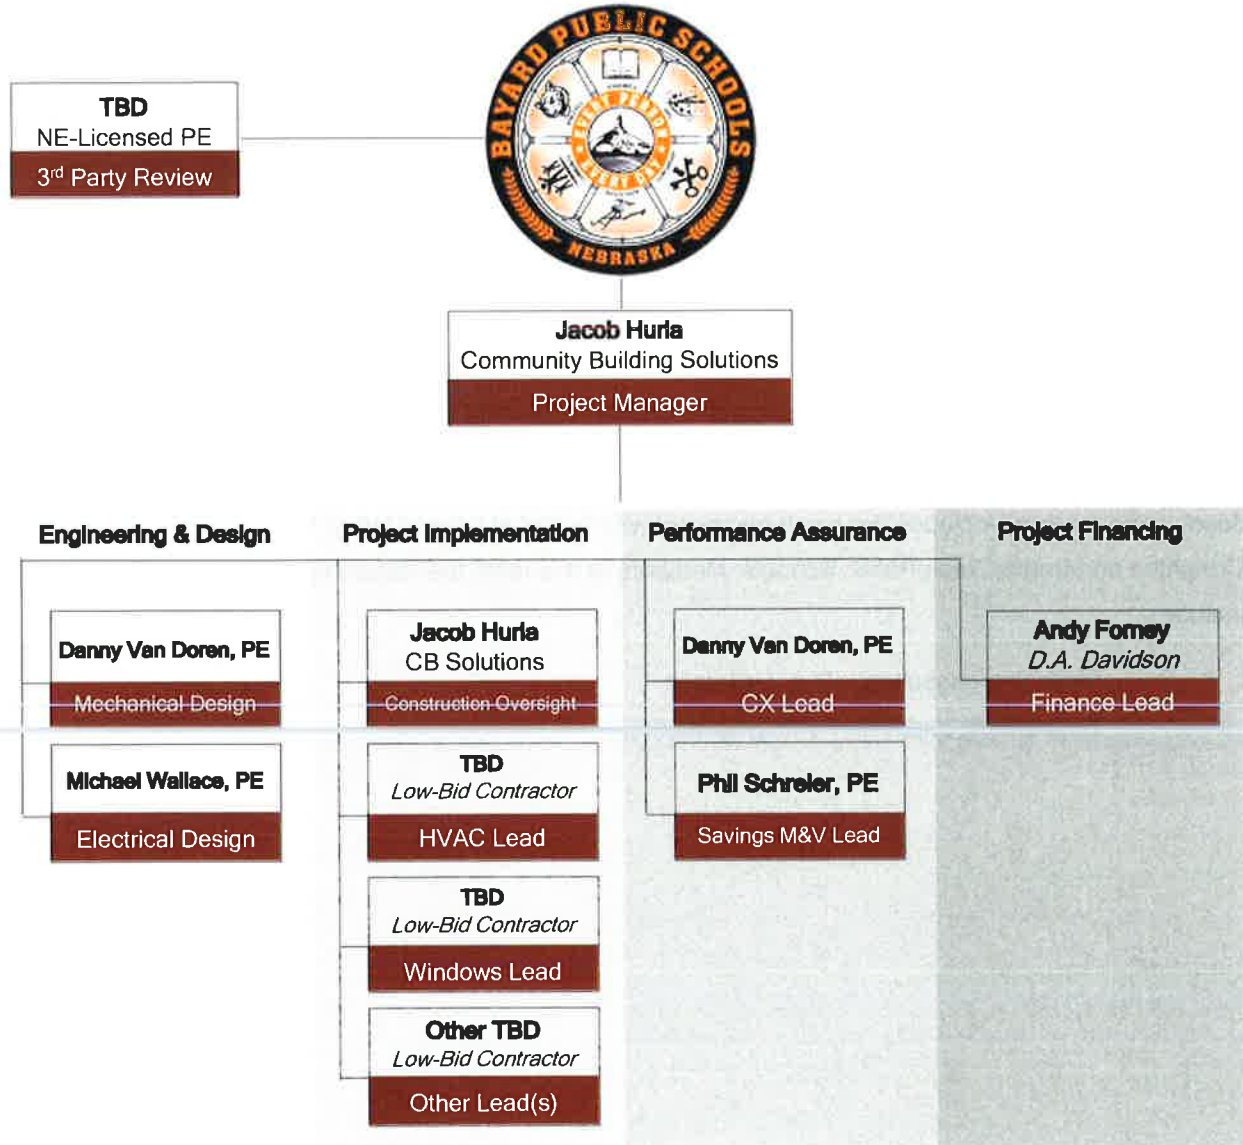 BAYARD PUBLIC SCHOOLS
EVERY PERSON
EVERY DAY
NEBRASKA
TBD
NE-Licensed PE
3rd Party Review
Jacob Hurla
Community Building Solutions
Project Manager
Engineering & Design
Project Implementation
Performance Assurance
Project Financing
Danny Van Doren, PE
Mechanical Design
Michael Wallace, PE
Electrical Design
Jacob Hurla
CB Solutions
Construction Oversight
TBD
Low-Bid Contractor
HVAC Lead
TBD
Low-Bid Contractor
Windows Lead
Other TBD
Low-Bid Contractor
Other Lead(s)
Danny Van Doren, PE
CX Lead
Phil Schreier, PE
Savings M&V Lead
Andy Forney
D.A. Davidson
Finance Lead